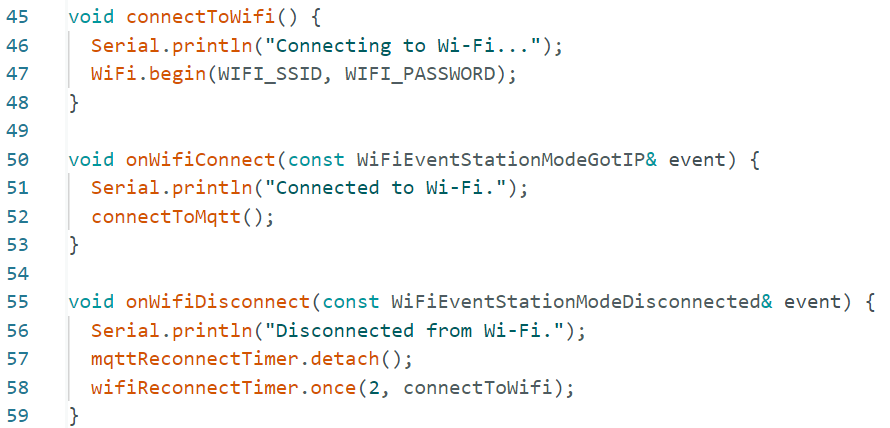 45 void connectToWifi() {
46   Serial.println("Connecting to Wi-Fi...");
47   WiFi.begin(WIFI_SSID, WIFI_PASSWORD);
48 }
49
50 void onWifiConnect(const WiFiEventStationModeGotIP& event) {
51   Serial.println("Connected to Wi-Fi.");
52   connectToMqtt();
53 }
54
55 void onWifiDisconnect(const WiFiEventStationModeDisconnected& event) {
56   Serial.println("Disconnected from Wi-Fi.");
57   mqttReconnectTimer.detach();
58   wifiReconnectTimer.once(2, connectToWifi);
59 }